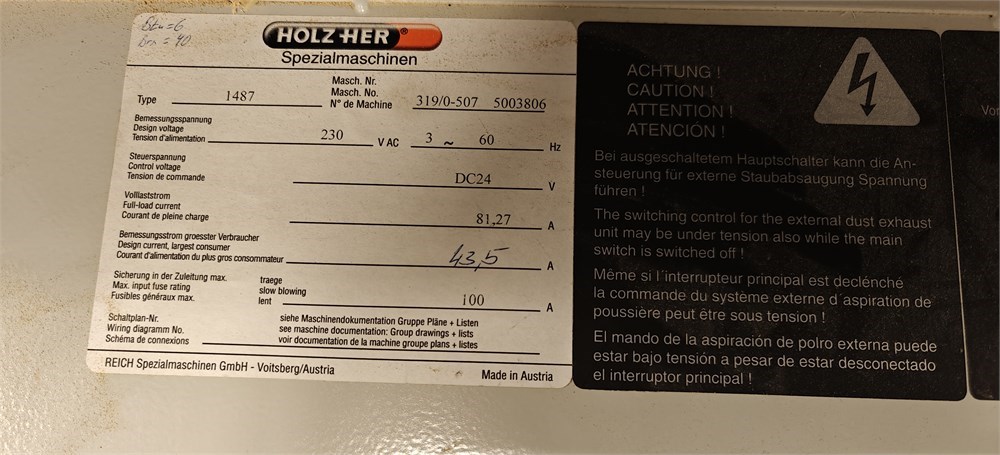 Bra = 40
HOLZ-HER®
Spezialmaschinen
Masch. Nr.
Masch. No.
Type 1487 N° de Machine 319/0-507 5003806
Bemessungsspannung
Design voltage
Tension d'alimentation 230 V AC 3 ~ 60 Hz
Steuerspannung
Control voltage
Tension de commande DC24 V
Volllaststrom
Full-load current
Courant de pleine charge 81,27 A
Bemessungsstrom groesster Verbraucher
Design current, largest consumer
Courant d'alimentation du plus gros consommateur 43,5 A
Sicherung in der Zuleitung max. traege
Max. input fuse rating slow blowing
Fusibles généraux max. lent 100 A
Schaltplan-Nr. siehe Maschinendokumentation Gruppe Pläne + Listen
Wiring diagramm No. see maschine documentation: Group drawings + lists
Schéma de connexions voir documentation de la machine groupe plans + listes
REICH Spezialmaschinen GmbH - Voitsberg/Austria Made in Austria
ACHTUNG !
CAUTION !
ATTENTION !
ATENCIÓN !
Bei ausgeschaltetem Hauptschalter kann die An-
steuerung für externe Staubabsaugung Spannung
führen !
The switching control for the external dust exhaust
unit may be under tension also while the main
switch is switched off !
Même si l´interrupteur principal est declènché
la commande du système externe d´aspiration de
poussière peut être sous tension !
El mando de la aspiración de polro externa puede
estar bajo tensión a pesar de estar desconectado
el interruptor principal !